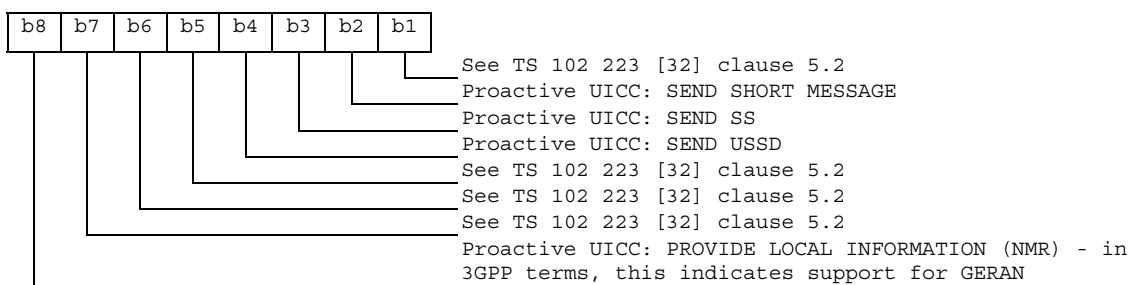 b8 b7 b6 b5 b4 b3 b2 b1
See TS 102 223 [32] clause 5.2
Proactive UICC: SEND SHORT MESSAGE
Proactive UICC: SEND SS
Proactive UICC: SEND USSD
See TS 102 223 [32] clause 5.2
See TS 102 223 [32] clause 5.2
See TS 102 223 [32] clause 5.2
Proactive UICC: PROVIDE LOCAL INFORMATION (NMR) - in
3GPP terms, this indicates support for GERAN